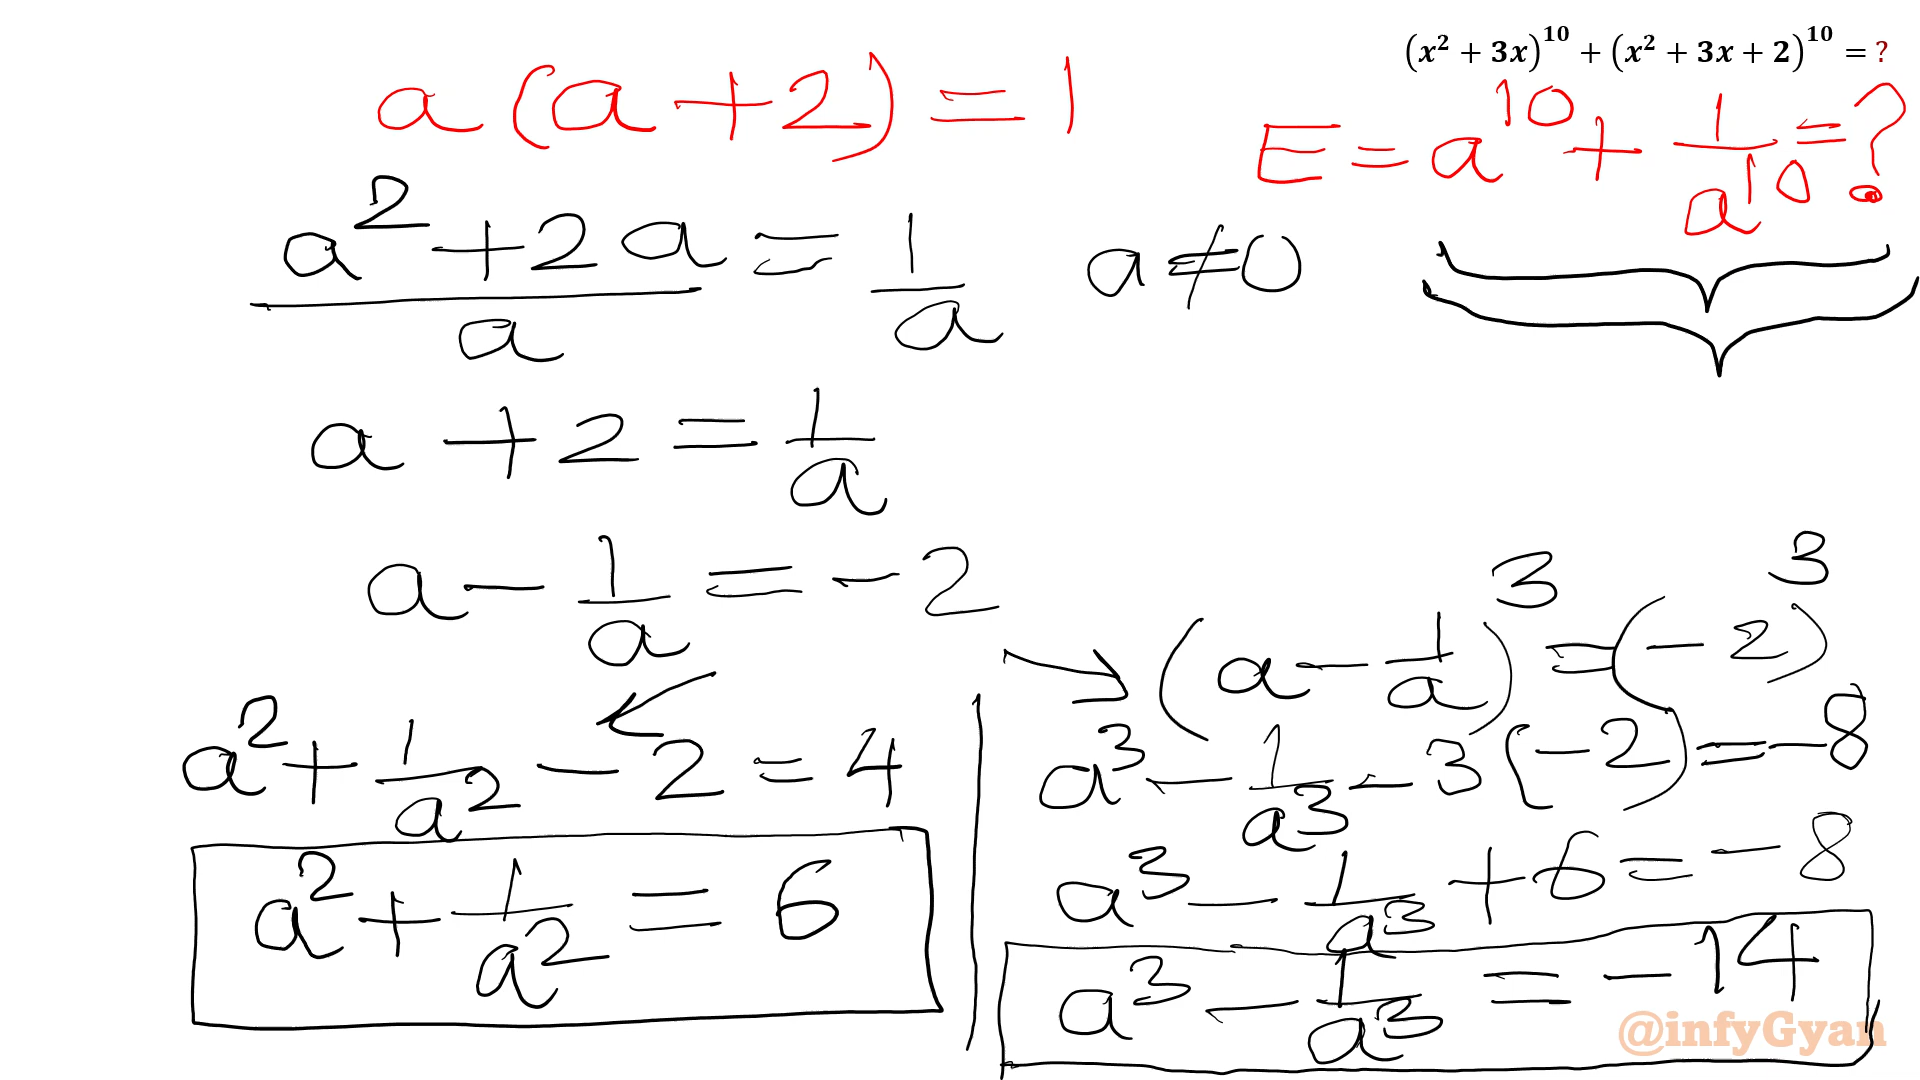 (x² + 3x)¹⁰ + (x² + 3x + 2)¹⁰ = ?
a (a + 2) = 1
E = a¹⁰ + 1/a¹⁰ = ?
(a² + 2a)/a = 1/a   a ≠ 0
a + 2 = 1/a
a − 1/a = −2
(a − 1/a)³ = (−2)³
a² + 1/a² − 2 = 4
a² + 1/a² = 6
a³ − 1/a³ − 3(−2) = −8
a³ − 1/a³ + 6 = −8
a³ − 1/a³ = −14
@infyGyan